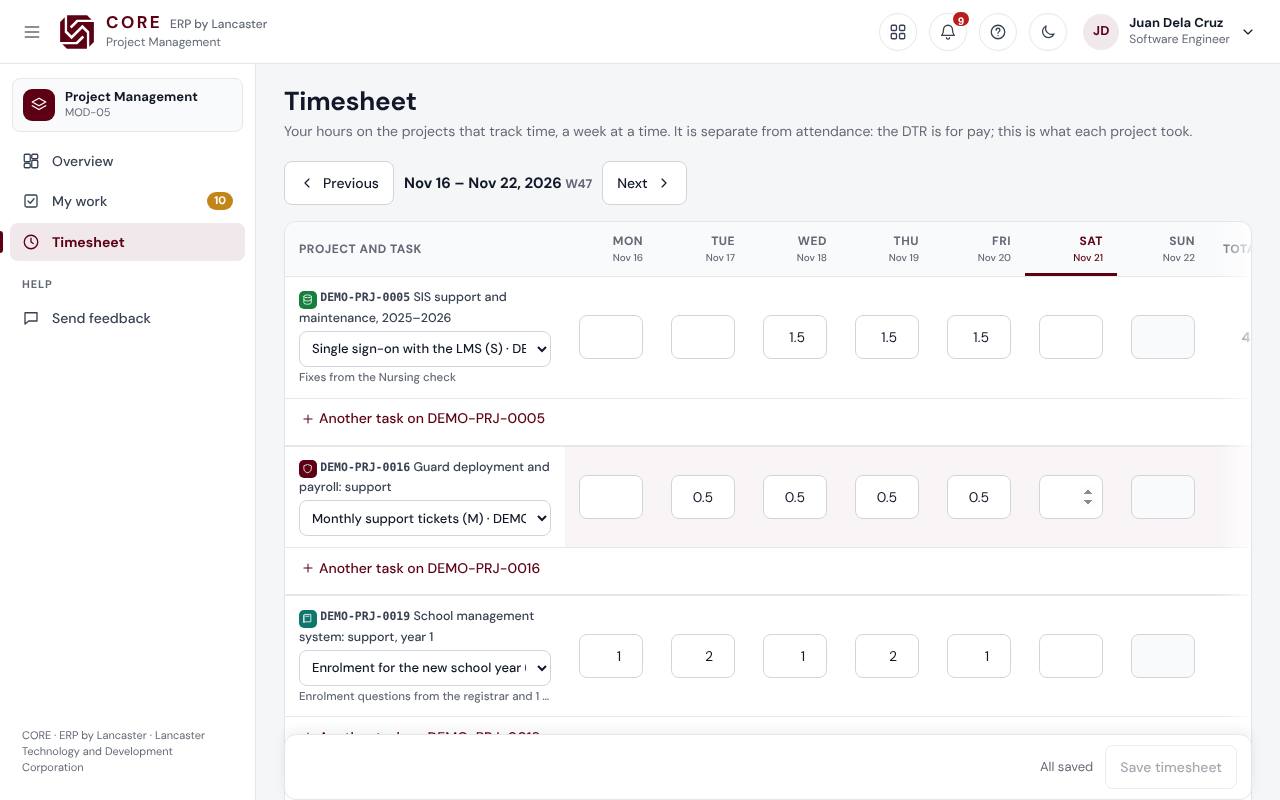 CORE ERP by Lancaster
Project Management
9
JD
Juan Dela Cruz
Software Engineer
Project Management
MOD-05
Overview
My work
10
Timesheet
HELP
Send feedback
CORE · ERP by Lancaster · Lancaster
Technology and Development
Corporation
Timesheet
Your hours on the projects that track time, a week at a time. It is separate from attendance: the DTR is for pay; this is what each project took.
Previous
Nov 16 – Nov 22, 2026 W47
Next
PROJECT AND TASK
MON
Nov 16
TUE
Nov 17
WED
Nov 18
THU
Nov 19
FRI
Nov 20
SAT
Nov 21
SUN
Nov 22
DEMO-PRJ-0005 SIS support and
maintenance, 2025–2026
Single sign-on with the LMS (S) · DE
Fixes from the Nursing check
1.5
1.5
1.5
+ Another task on DEMO-PRJ-0005
DEMO-PRJ-0016 Guard deployment and
payroll: support
Monthly support tickets (M) · DEMO
0.5
0.5
0.5
0.5
+ Another task on DEMO-PRJ-0016
DEMO-PRJ-0019 School management
system: support, year 1
Enrolment for the new school year
Enrolment questions from the registrar and 1 …
1
2
1
2
1
All saved
Save timesheet